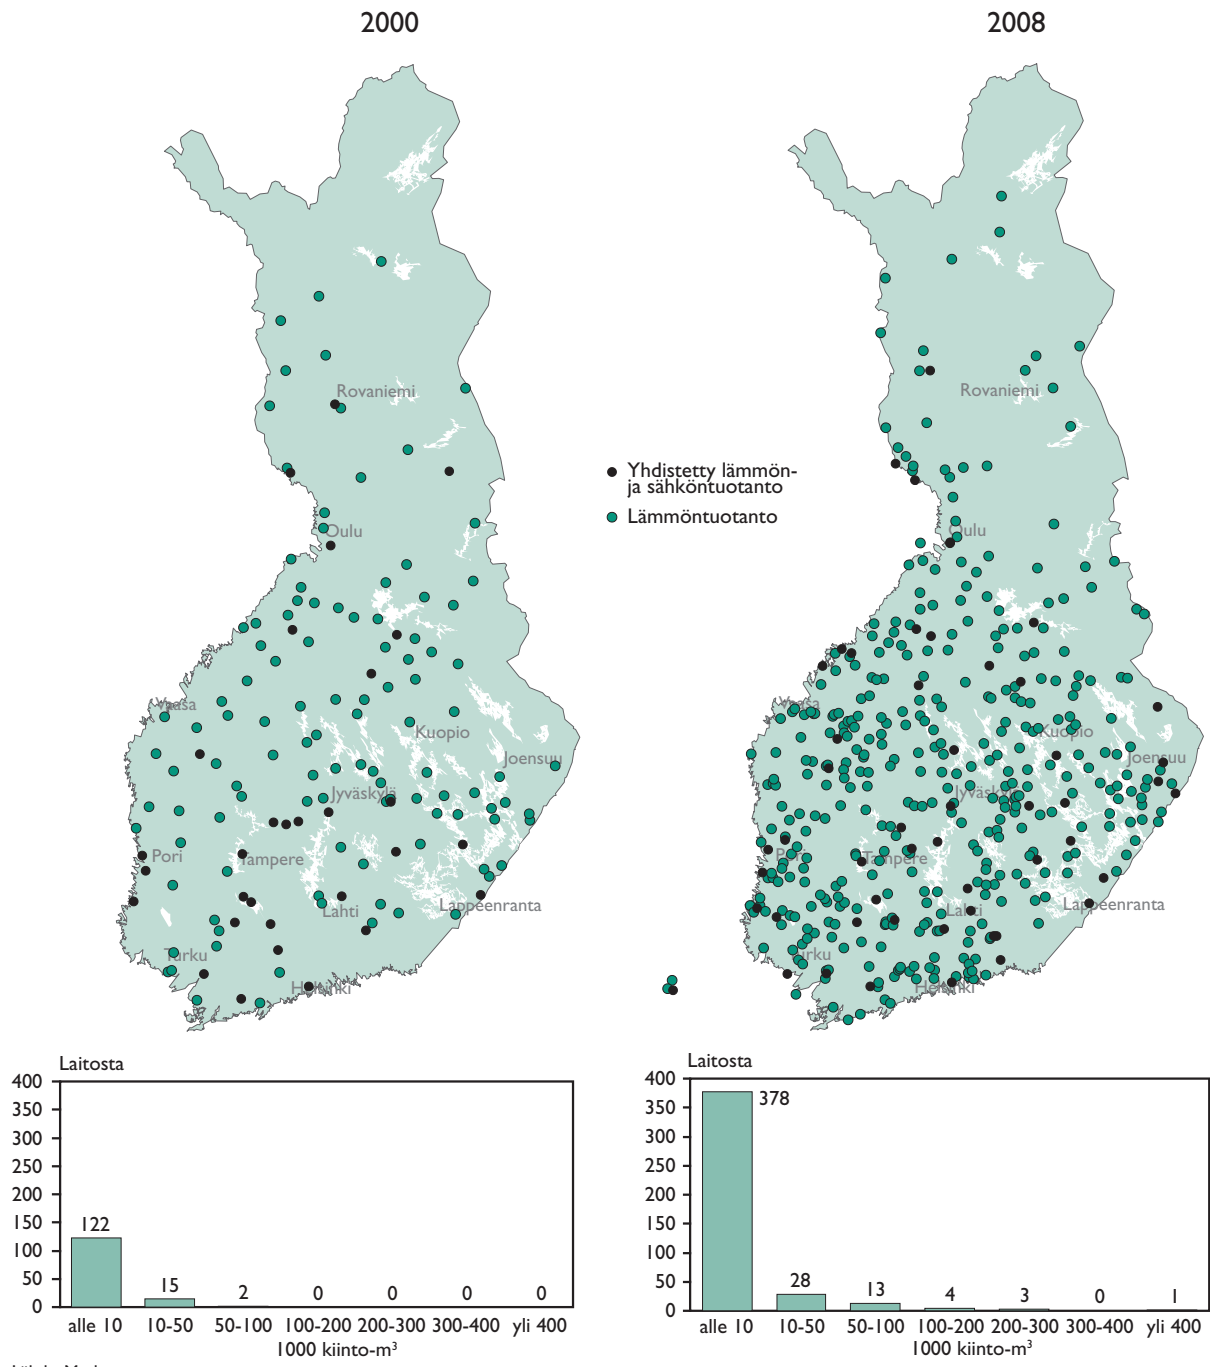 2000
2008
Rovaniemi
Oulu
Vaasa
Kuopio
Joensuu
Jyväskylä
Pori
Tampere
Lahti
Lappeenranta
Turku
Helsinki
Yhdistetty lämmön-
ja sähköntuotanto
Lämmöntuotanto
Rovaniemi
Oulu
Vaasa
Kuopio
Joensuu
Jyväskylä
Pori
Tampere
Lahti
Lappeenranta
Turku
Helsinki
Laitosta
400
350
300
250
200
150
100
50
0
122
15
2
0
0
0
0
alle 10
10-50
50-100
100-200
200-300
300-400
yli 400
1000 kiinto-m³
Laitosta
400
350
300
250
200
150
100
50
0
378
28
13
4
3
0
1
alle 10
10-50
50-100
100-200
200-300
300-400
yli 400
1000 kiinto-m³